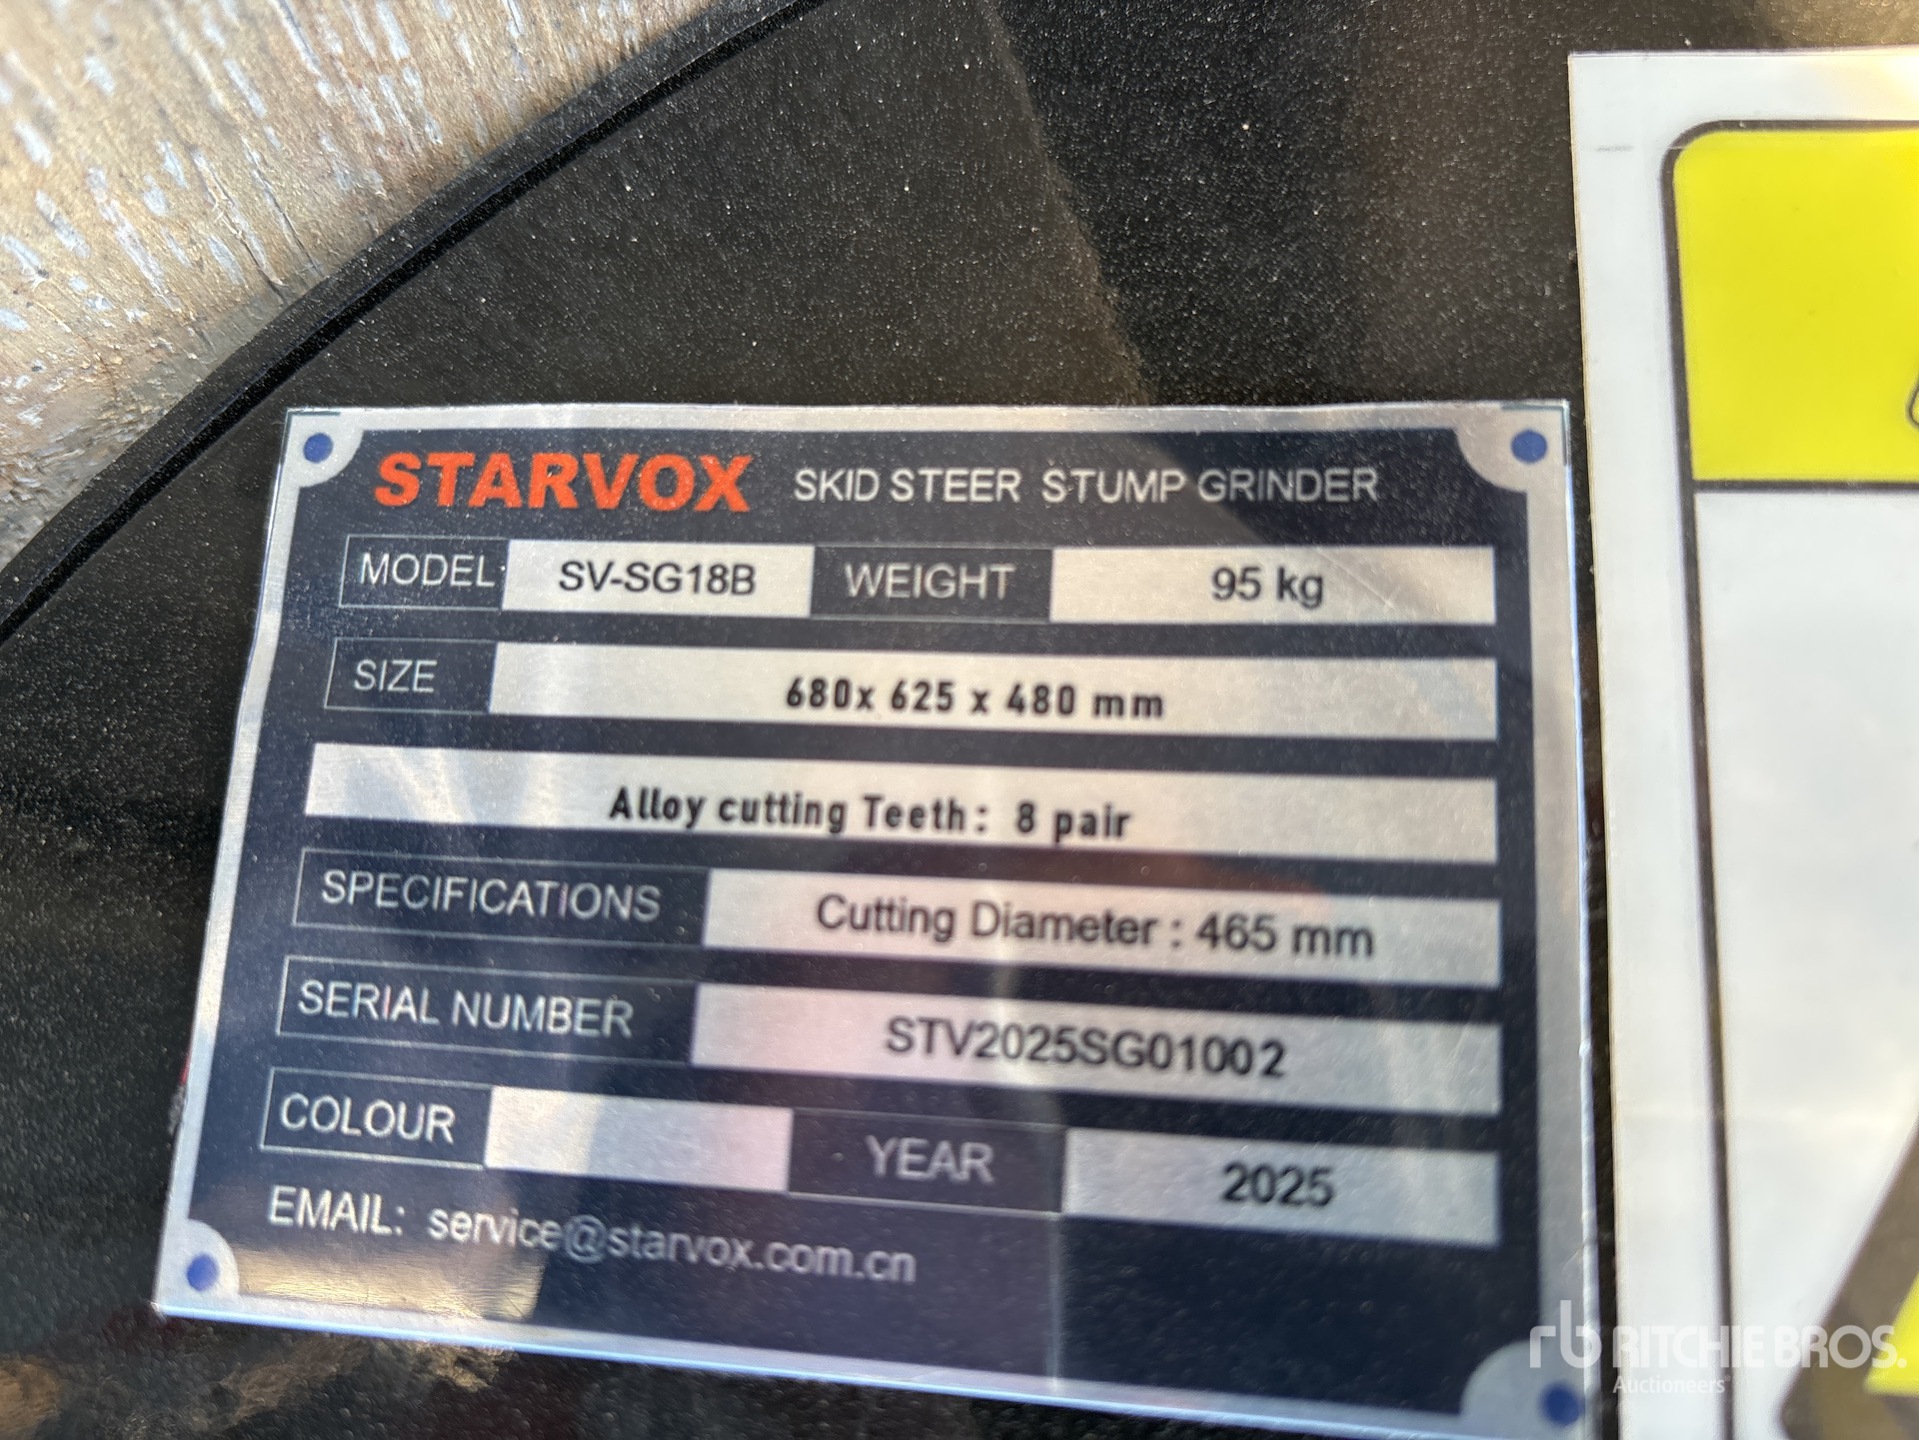 STARVOX SKID STEER STUMP GRINDER
MODEL SV-SG18B WEIGHT 95 kg
SIZE 680x 625 x 480 mm
Alloy cutting Teeth: 8 pair
SPECIFICATIONS Cutting Diameter : 465 mm
SERIAL NUMBER STV2025SG01002
COLOUR YEAR 2025
EMAIL: service@starvox.com.cn
rb RITCHIE BROS.
Auctioneers